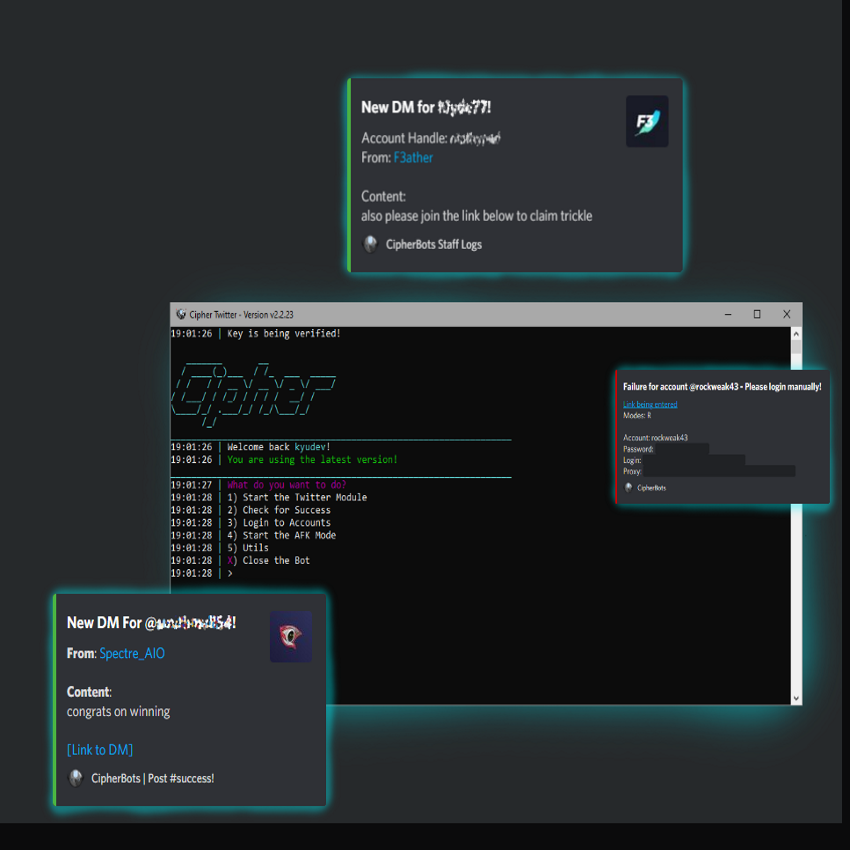 New DM for
F3
Account Handle:
From: F3ather
Content:
also please join the link below to claim trickle
CipherBots Staff Logs
Cipher Twitter - Version v2.2.23
19:01:26 | Key is being verified!
Cipher
19:01:26 | Welcome back kyudev!
19:01:26 | You are using the latest version!
19:01:27 | What do you want to do?
19:01:28 | 1) Start the Twitter Module
19:01:28 | 2) Check for Success
19:01:28 | 3) Login to Accounts
19:01:28 | 4) Start the AFK Mode
19:01:28 | 5) Utils
19:01:28 | X) Close the Bot
19:01:28 | >
Failure for account @rockweak43 - Please login manually!
Link being entered
Modes: R
Account: rockweak43
Password:
Login:
Proxy:
CipherBots
New DM For
From: Spectre_AIO
Content:
congrats on winning
[Link to DM]
CipherBots | Post #success!